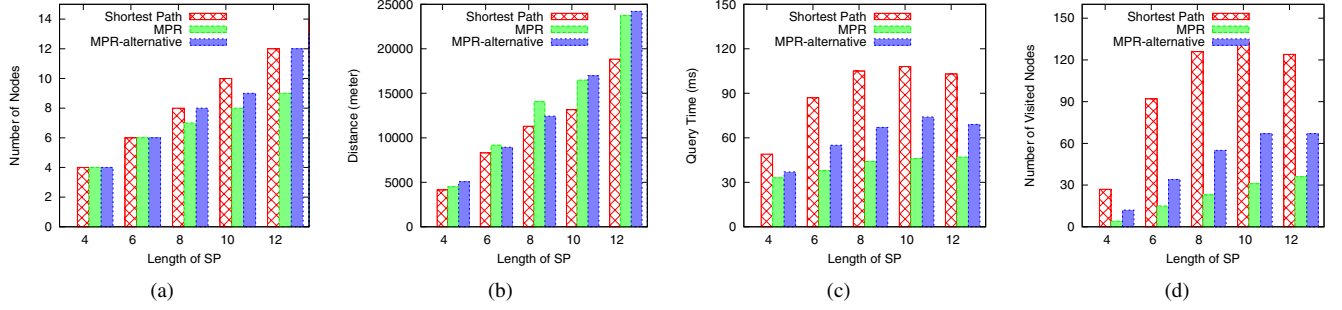 Shortest Path
MPR
MPR-alternative
14
12
10
8
6
4
2
0
Number of Nodes
4 6 8 10 12
Length of SP
(a)
Shortest Path
MPR
MPR-alternative
25000
20000
15000
10000
5000
0
Distance (meter)
4 6 8 10 12
Length of SP
(b)
Shortest Path
MPR
MPR-alternative
150
120
90
60
30
0
Query Time (ms)
4 6 8 10 12
Length of SP
(c)
Shortest Path
MPR
MPR-alternative
150
120
90
60
30
0
Number of Visited Nodes
4 6 8 10 12
Length of SP
(d)